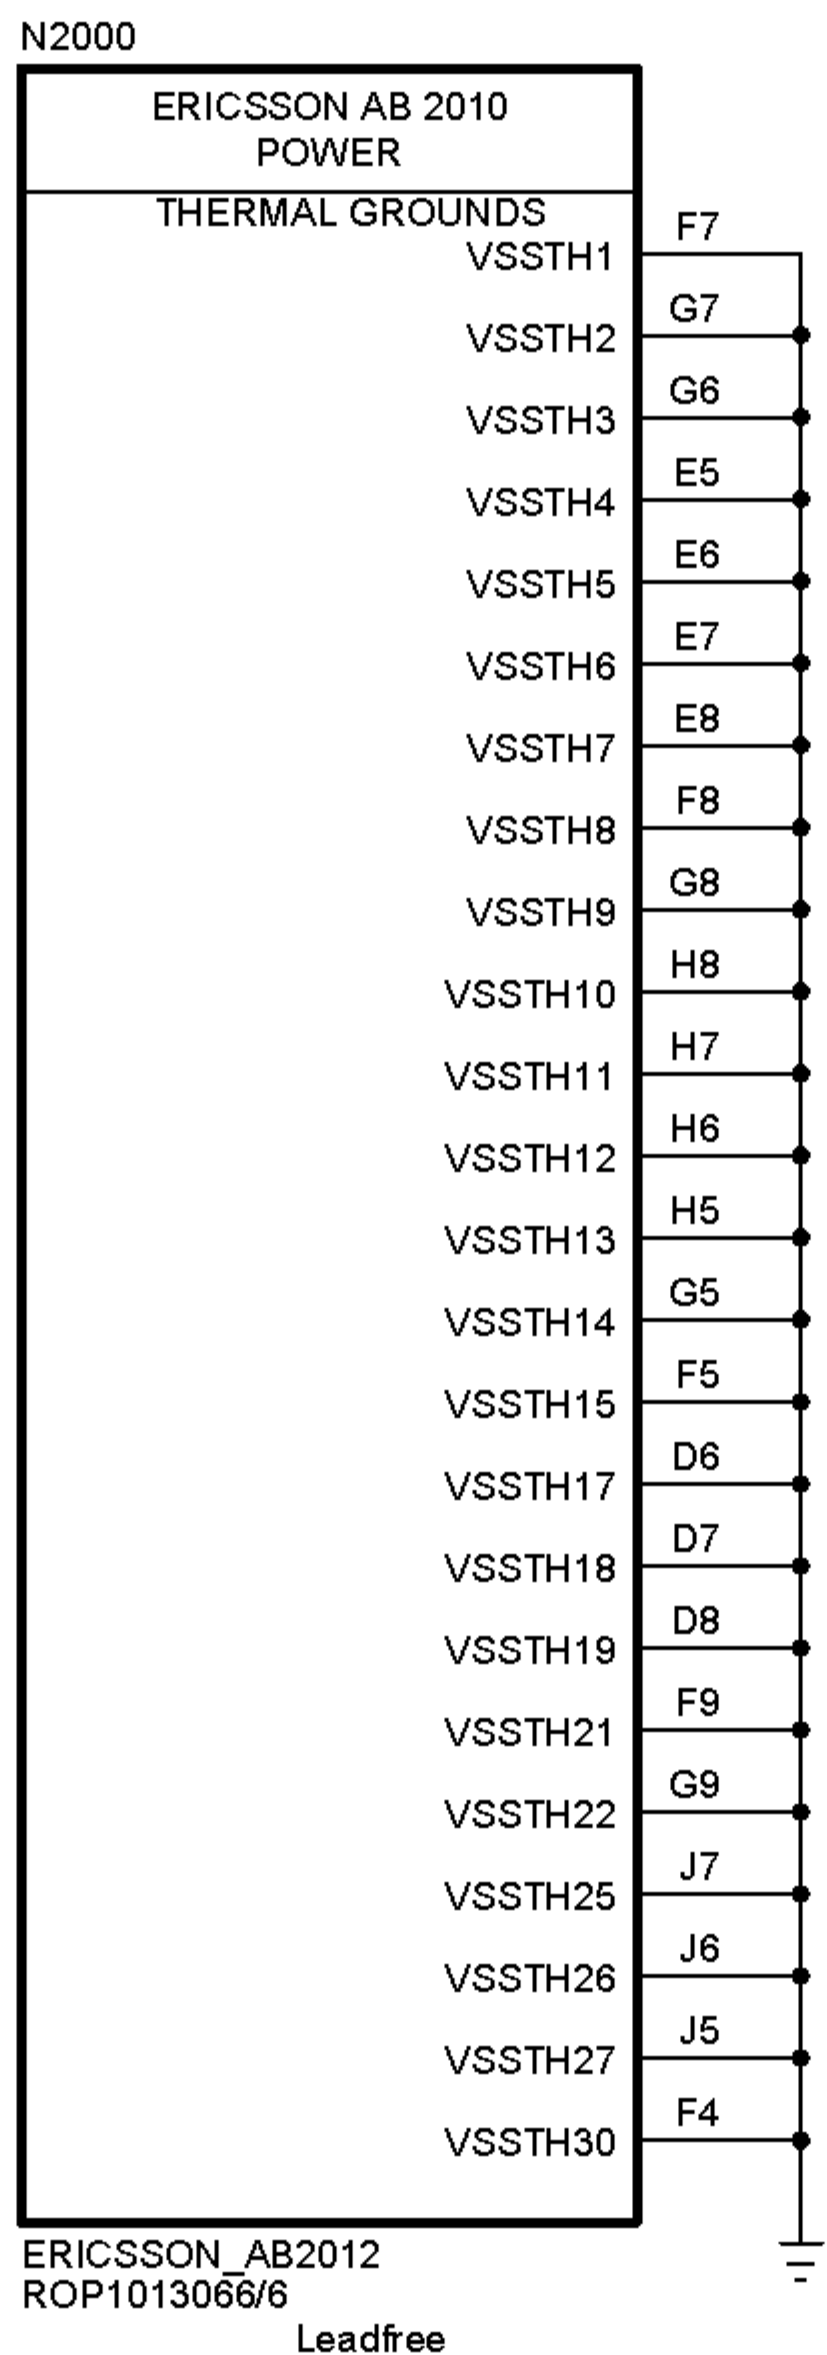 N2000
ERICSSON AB 2010
POWER
THERMAL GROUNDS
VSSTH1 F7
VSSTH2 G7
VSSTH3 G6
VSSTH4 E5
VSSTH5 E6
VSSTH6 E7
VSSTH7 E8
VSSTH8 F8
VSSTH9 G8
VSSTH10 H8
VSSTH11 H7
VSSTH12 H6
VSSTH13 H5
VSSTH14 G5
VSSTH15 F5
VSSTH17 D6
VSSTH18 D7
VSSTH19 D8
VSSTH21 F9
VSSTH22 G9
VSSTH25 J7
VSSTH26 J6
VSSTH27 J5
VSSTH30 F4
ERICSSON_AB2012
ROP1013066/6
Leadfree